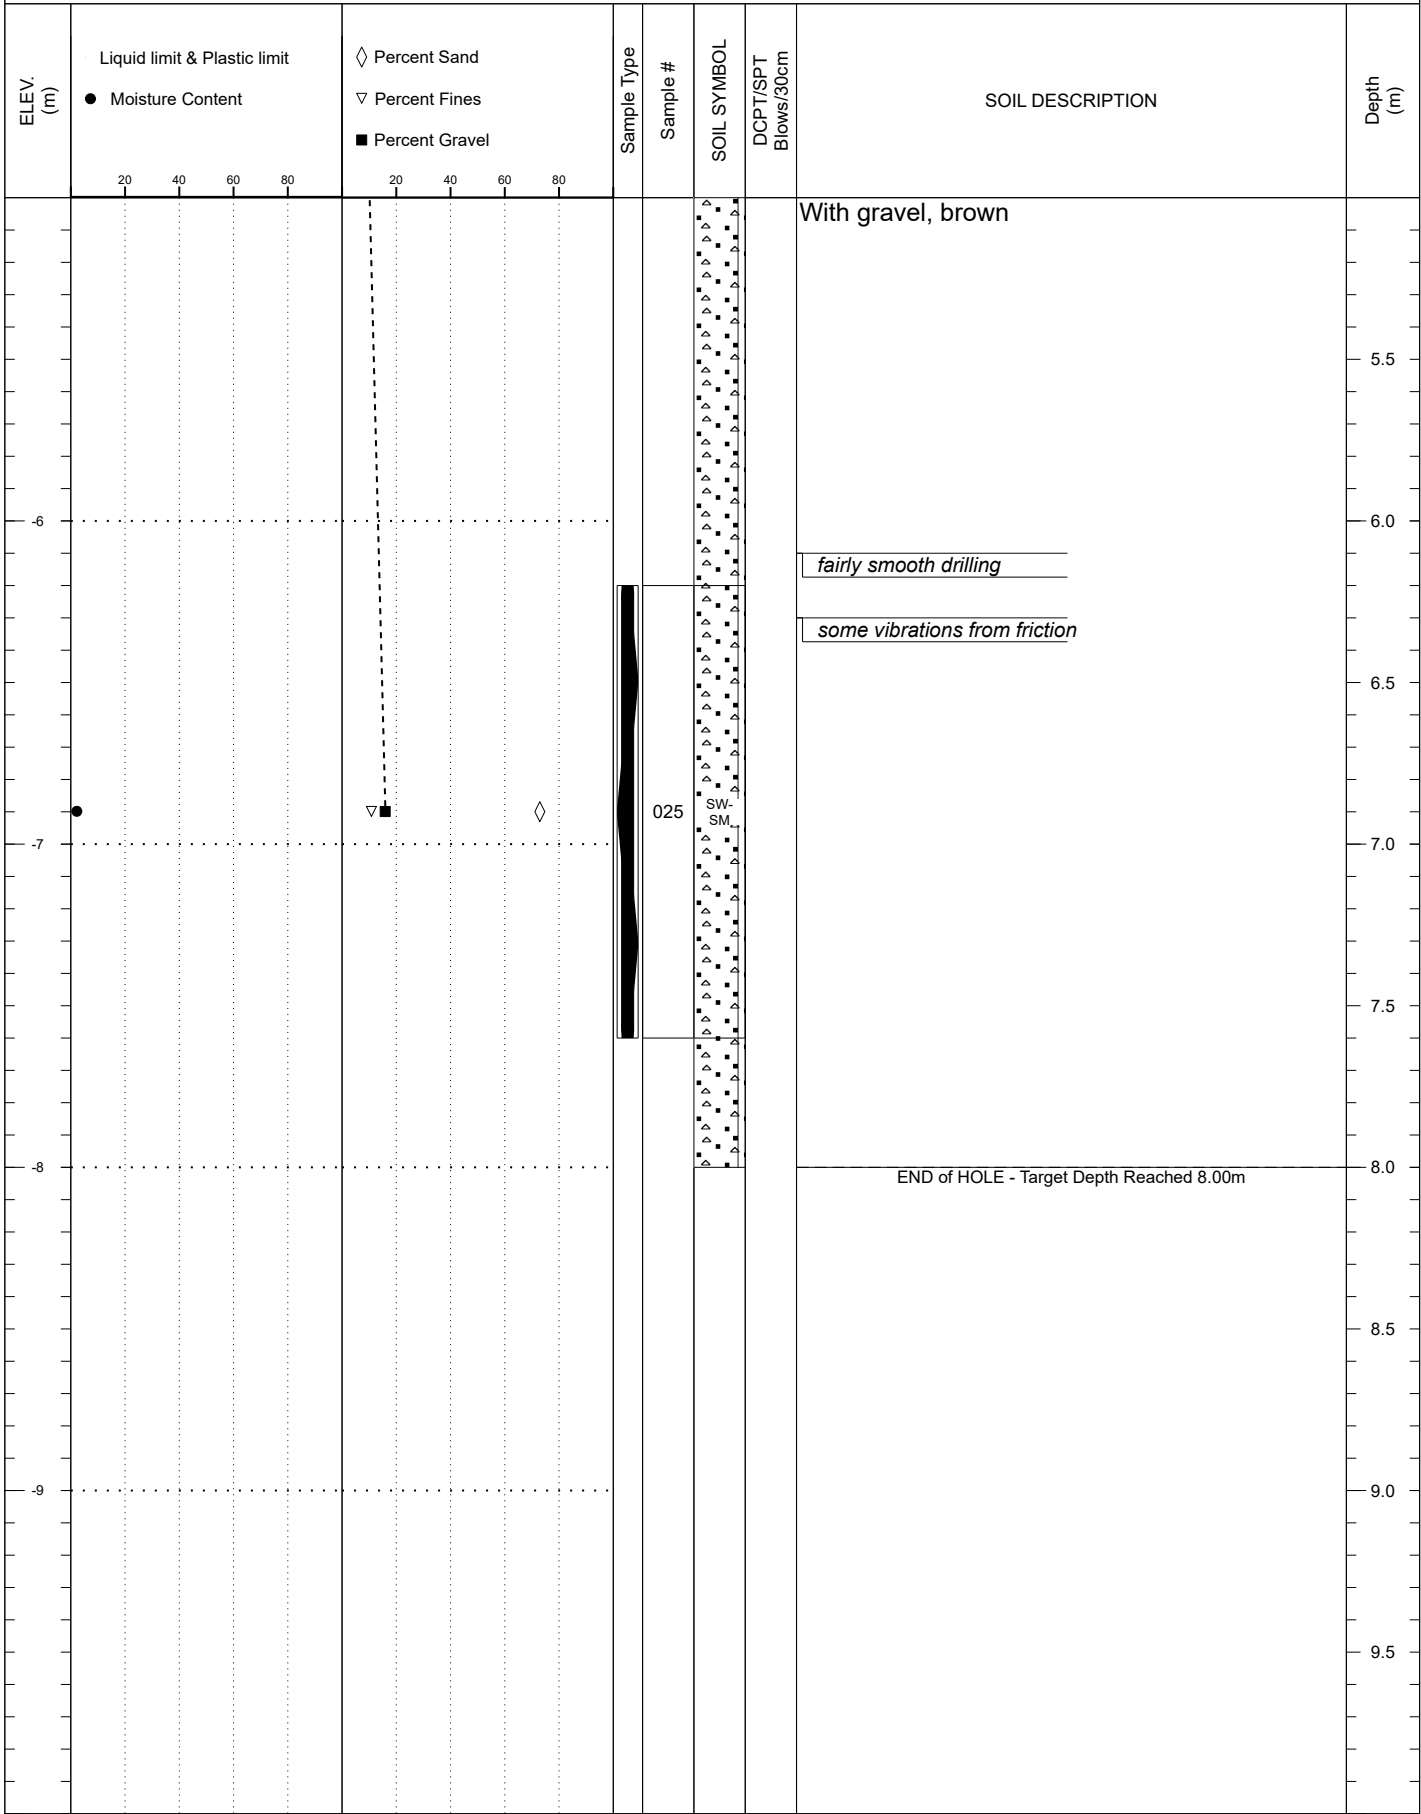 ELEV.
(m)
Liquid limit & Plastic limit
Moisture Content
Percent Sand
Percent Fines
Percent Gravel
20 40 60 80
20 40 60 80
Sample Type
Sample #
SOIL SYMBOL
DCPT/SPT
Blows/30cm
SOIL DESCRIPTION
Depth
(m)
With gravel, brown
5.5
-6
6.0
fairly smooth drilling
some vibrations from friction
6.5
025
SW-
SM
-7
7.0
7.5
-8
8.0
END of HOLE - Target Depth Reached 8.00m
8.5
-9
9.0
9.5